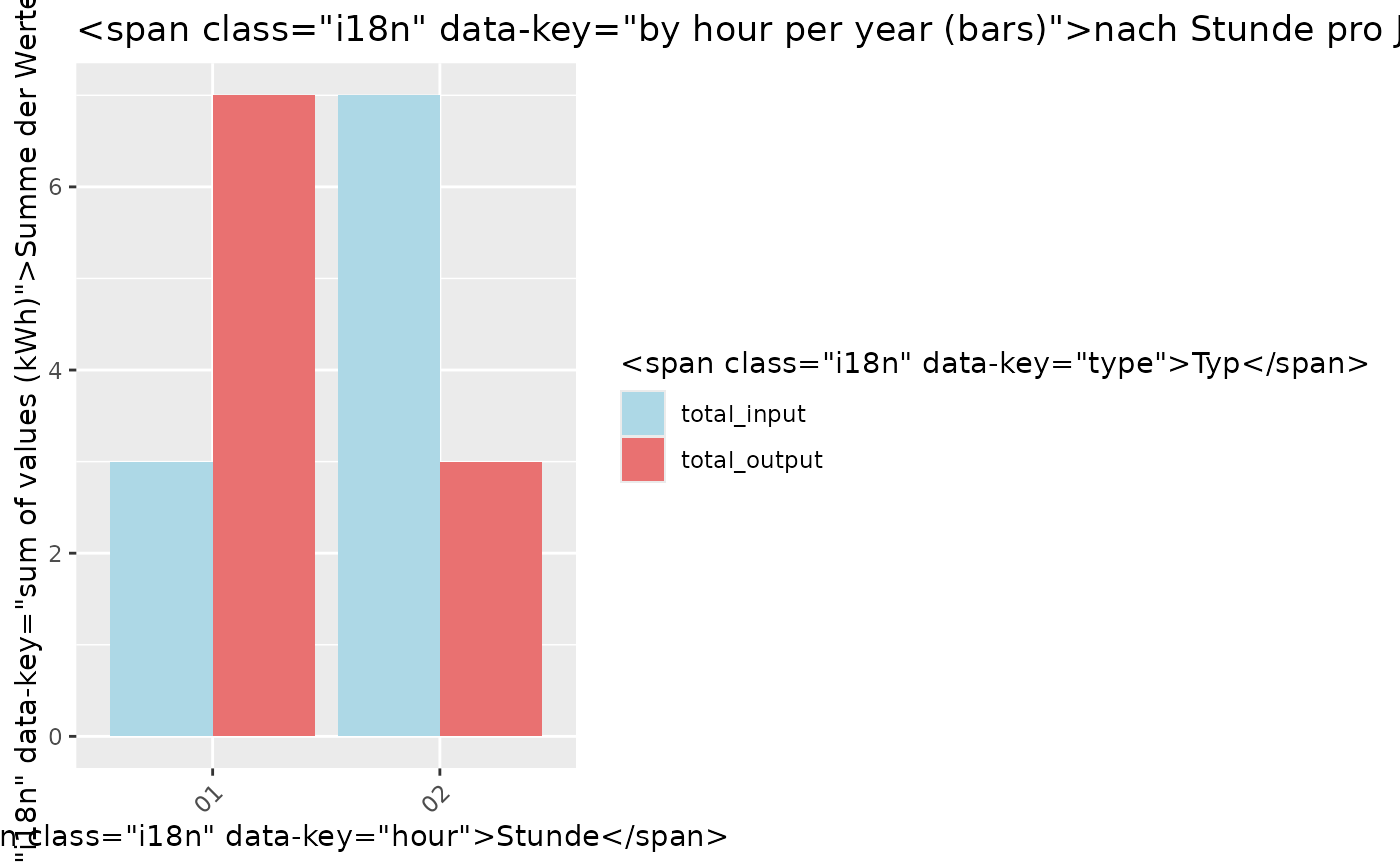 <span class="i18n" data-key="by hour per year (bars)">nach Stunde pro
"i18n" data-key="sum of values (kWh)">Summe der Werte
6
4
2
0
01
02
class="i18n" data-key="hour">Stunde</span>
<span class="i18n" data-key="type">Typ</span>
total_input
total_output